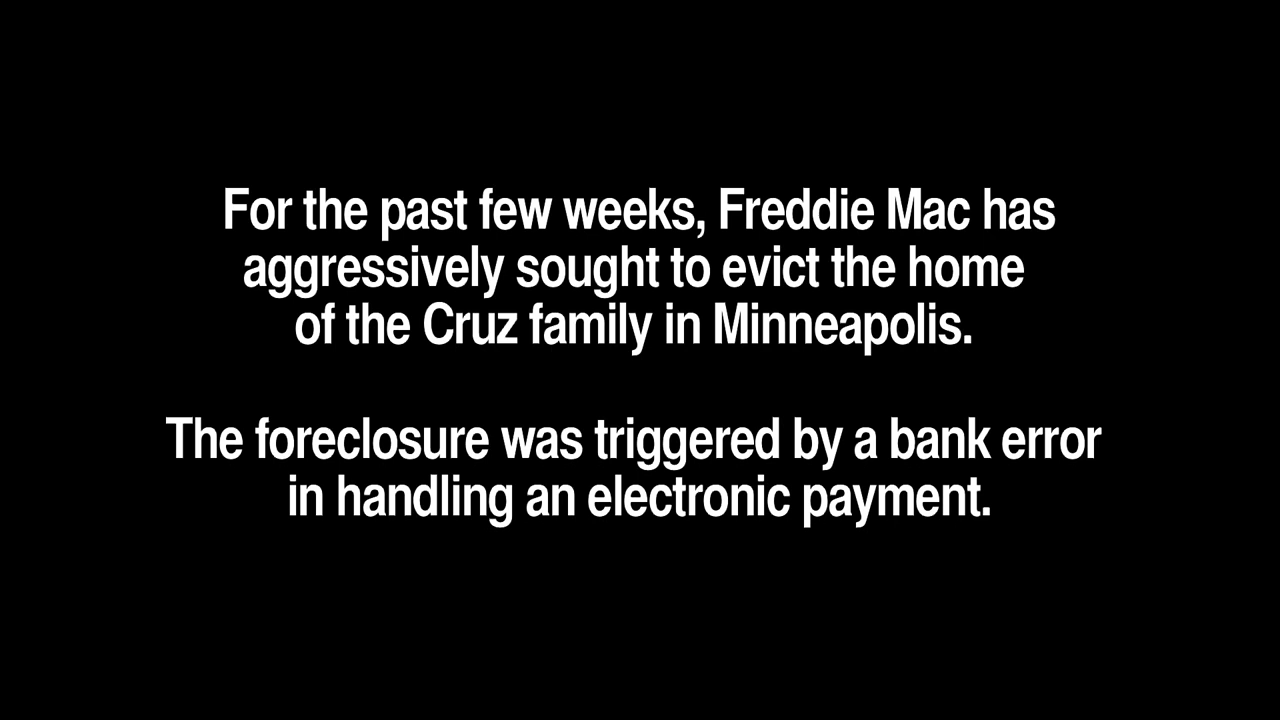 For the past few weeks, Freddie Mac has
aggressively sought to evict the home
of the Cruz family in Minneapolis.
The foreclosure was triggered by a bank error
in handling an electronic payment.